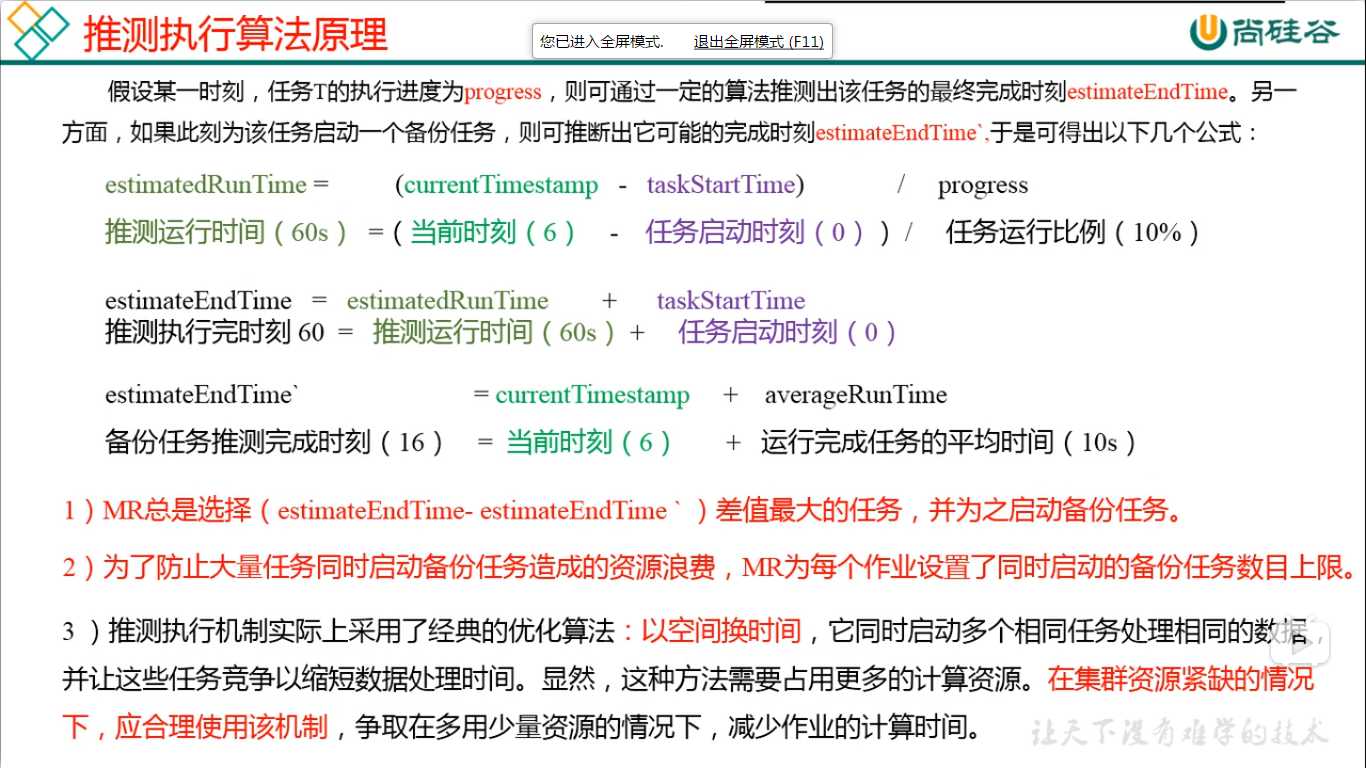 推测执行算法原理
您已进入全屏模式. 退出全屏模式 (F11)
尚硅谷
假设某一时刻，任务T的执行进度为progress，则可通过一定的算法推测出该任务的最终完成时刻estimateEndTime。另一
方面，如果此刻为该任务启动一个备份任务，则可推断出它可能的完成时刻estimateEndTime`,于是可得出以下几个公式：
estimatedRunTime = (currentTimestamp - taskStartTime) / progress
推测运行时间（60s） =（当前时刻（6） - 任务启动时刻（0））/ 任务运行比例（10%）
estimateEndTime = estimatedRunTime + taskStartTime
推测执行完时刻 60 = 推测运行时间（60s）+ 任务启动时刻（0）
estimateEndTime` = currentTimestamp + averageRunTime
备份任务推测完成时刻（16） = 当前时刻（6） + 运行完成任务的平均时间（10s）
1）MR总是选择（estimateEndTime- estimateEndTime ` ）差值最大的任务，并为之启动备份任务。
2）为了防止大量任务同时启动备份任务造成的资源浪费，MR为每个作业设置了同时启动的备份任务数目上限。
3 ）推测执行机制实际上采用了经典的优化算法：以空间换时间，它同时启动多个相同任务处理相同的数据，
并让这些任务竞争以缩短数据处理时间。显然，这种方法需要占用更多的计算资源。在集群资源紧缺的情况
下，应合理使用该机制，争取在多用少量资源的情况下，减少作业的计算时间。
让天下没有难学的技术